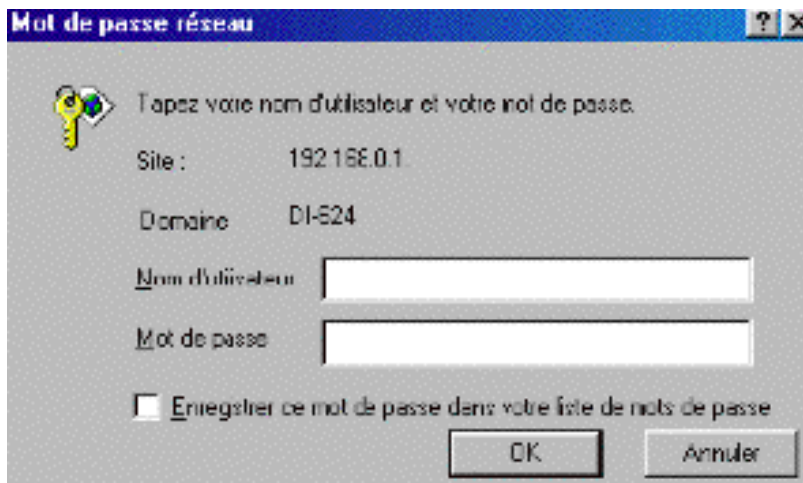 Mot de passe réseau
? X
Tapez votre nom d'utilisateur et votre mot de passe.
Site : 192.168.0.1.
Domaine DI-624
Nom d'utilisateur
Mot de passe
Enregistrer ce mot de passe dans votre liste de mots de passe
OK Annuler